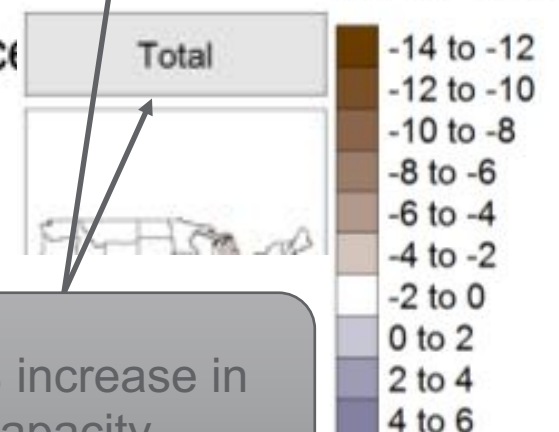 Total
-14 to -12
-12 to -10
-10 to -8
-8 to -6
-6 to -4
-4 to -2
-2 to 0
0 to 2
2 to 4
4 to 6
increase in